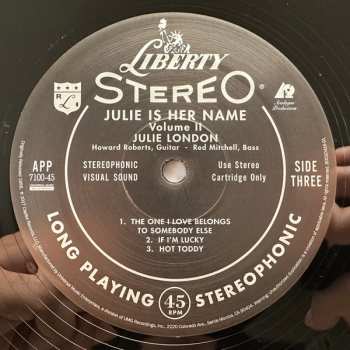 LIBERTY
STEREO
JULIE IS HER NAME
Volume II
JULIE LONDON
Howard Roberts, Guitar - Red Mitchell, Bass
R L
Analogue
Productions
APP
7100-45
STEREOPHONIC
VISUAL SOUND
Use Stereo
Cartridge Only
SIDE
THREE
1. THE ONE I LOVE BELONGS
TO SOMEBODY ELSE
2. IF I'M LUCKY
3. HOT TODDY
LONG PLAYING 45 RPM STEREOPHONIC